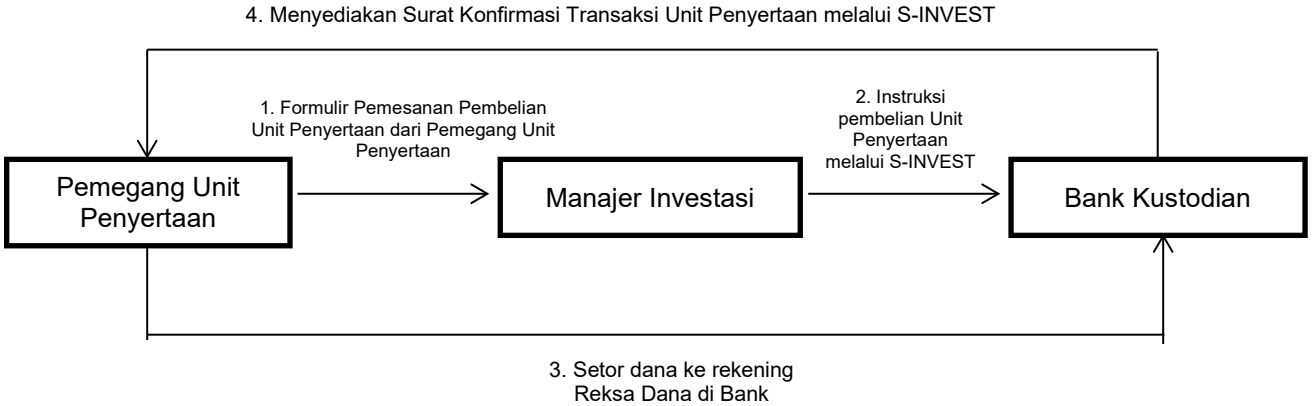 4. Menyediakan Surat Konfirmasi Transaksi Unit Penyertaan melalui S-INVEST
1. Formulir Pemesanan Pembelian
Unit Penyertaan dari Pemegang Unit
Penyertaan
2. Instruksi
pembelian Unit
Penyertaan
melalui S-INVEST
Pemegang Unit
Penyertaan
Manajer Investasi
Bank Kustodian
3. Setor dana ke rekening
Reksa Dana di Bank